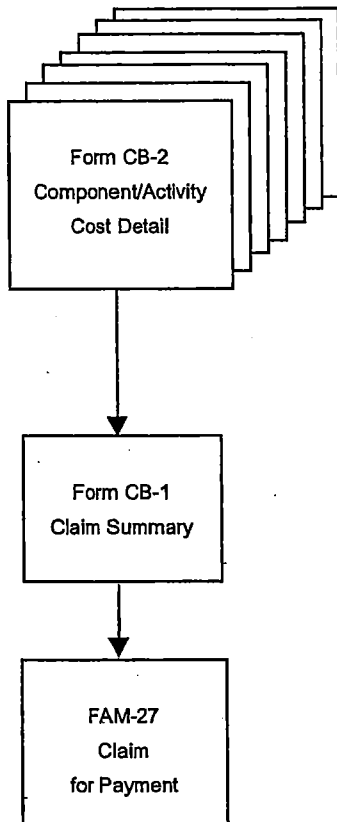 Form CB-2
Component/Activity
Cost Detail
Form CB-1
Claim Summary
FAM-27
Claim
for Payment